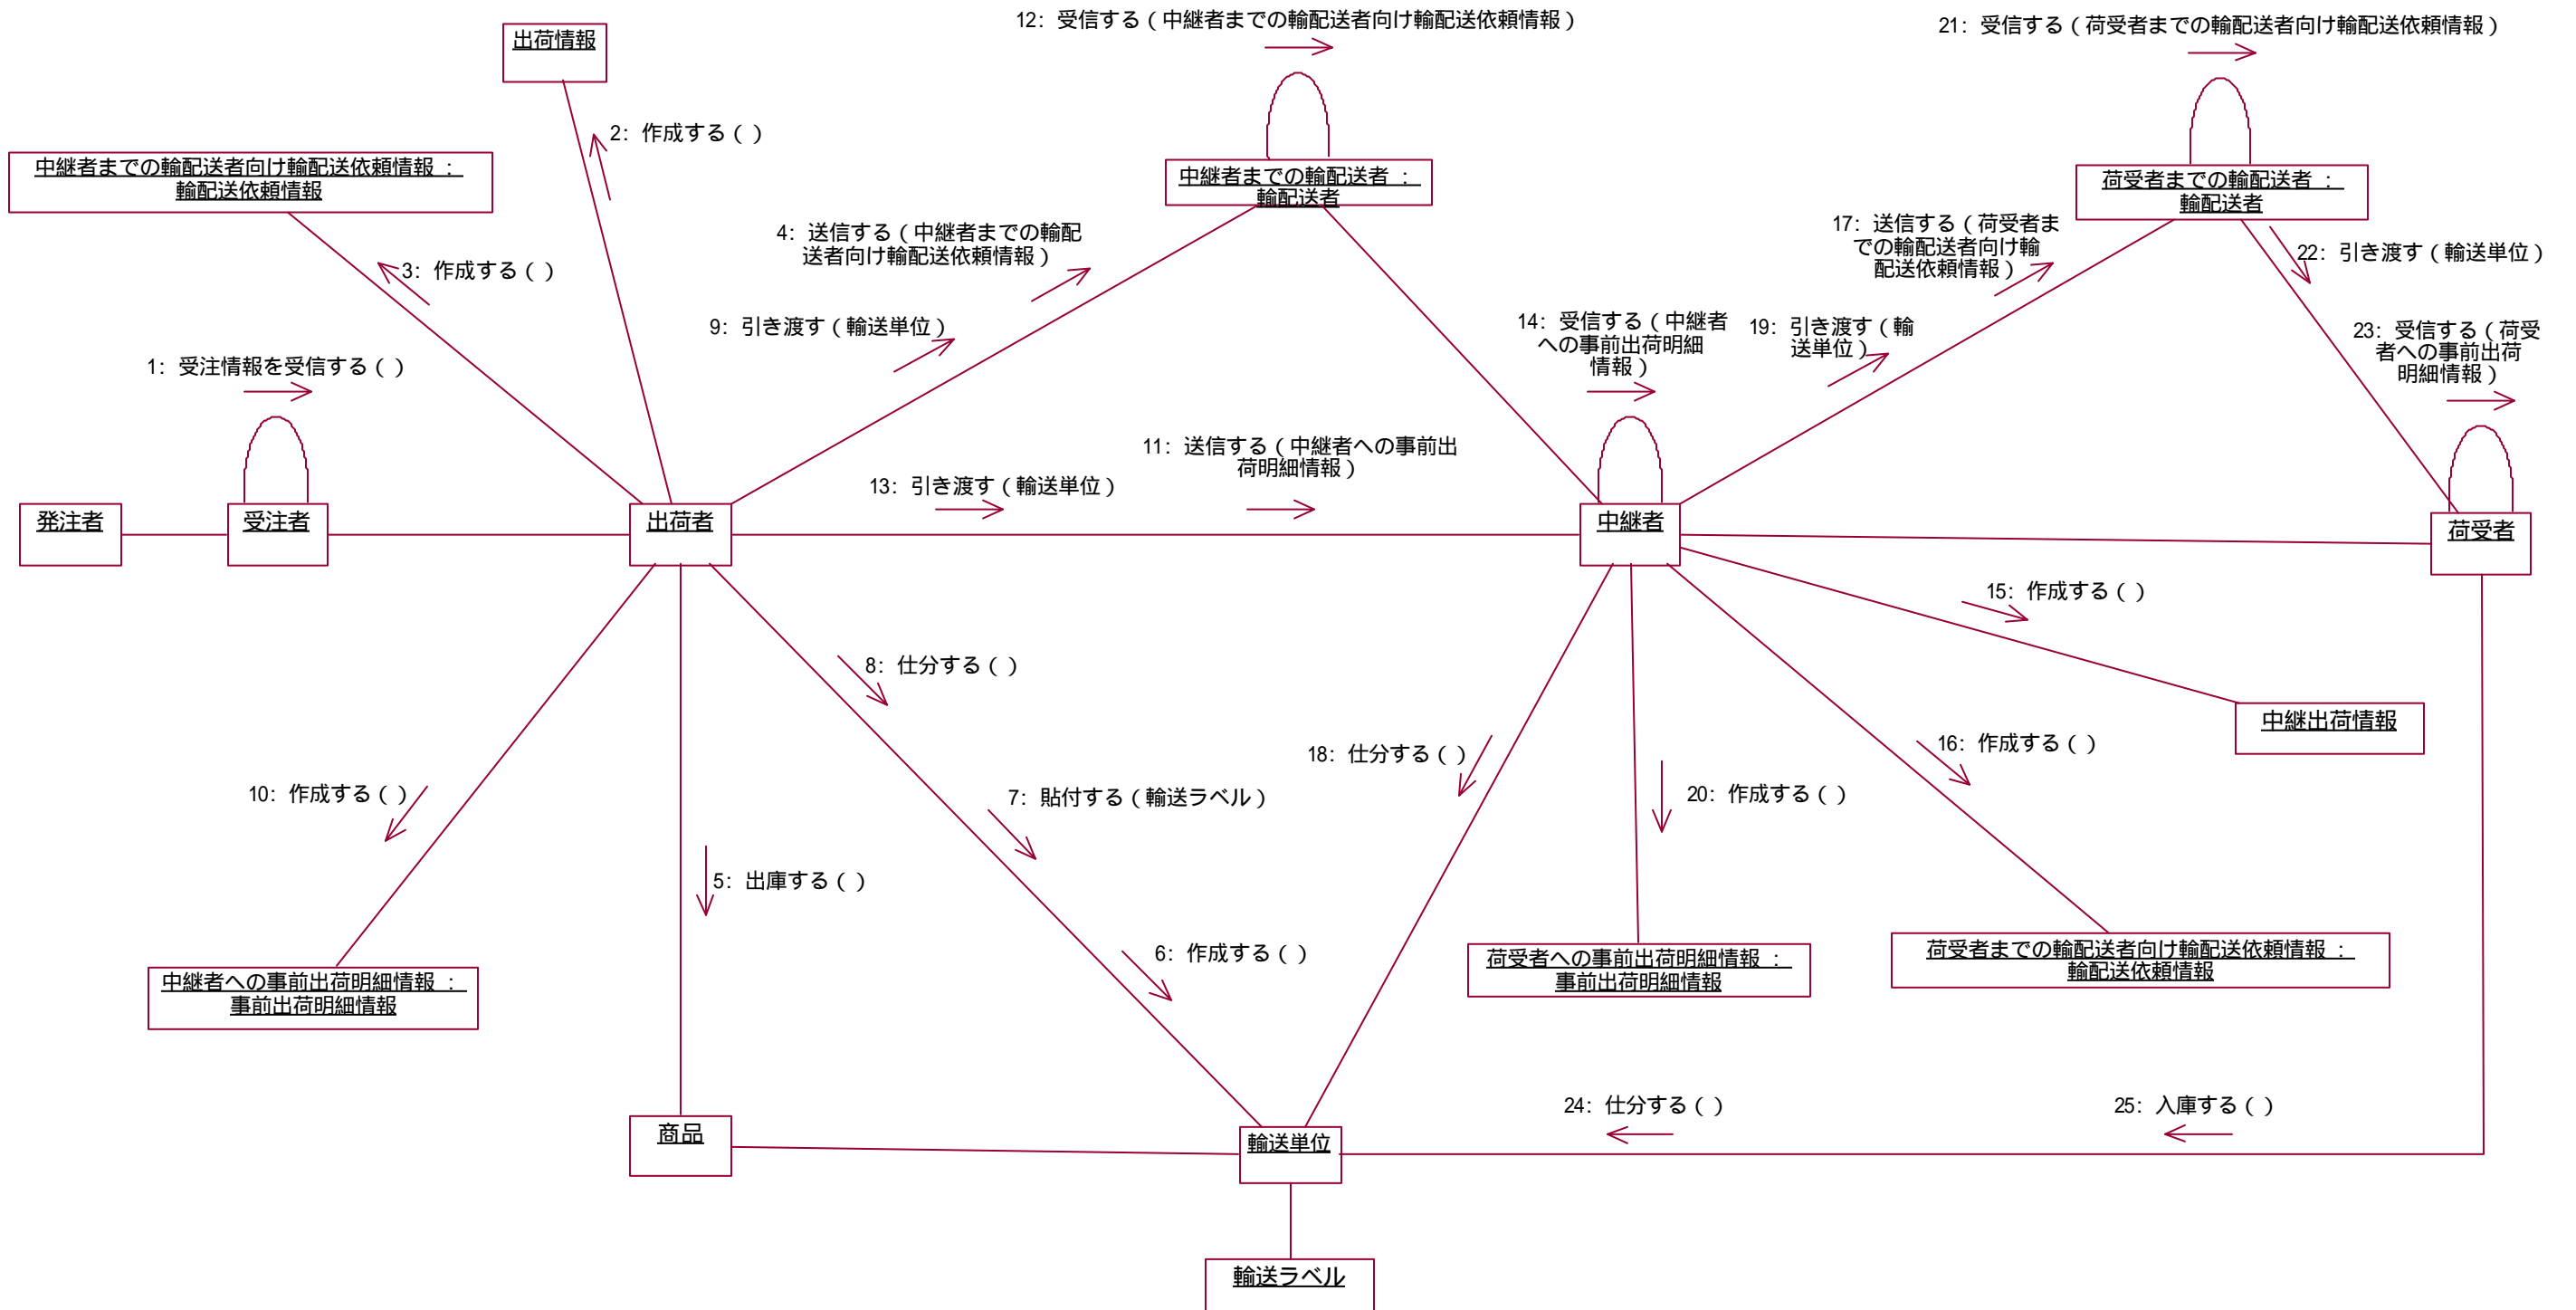 12: 受信する(中継者までの輸配送者向け輸配送依頼情報)
21: 受信する(荷受者までの輸配送者向け輸配送依頼情報)
出荷情報
2: 作成する( )
中継者までの輸配送者向け輸配送依頼情報 :
輸配送依頼情報
中継者までの輸配送者 :
輸配送者
荷受者までの輸配送者 :
輸配送者
4: 送信する(中継者までの輸配
送者向け輸配送依頼情報)
17: 送信する(荷受者ま
での輸配送者向け輸
配送依頼情報)
22: 引き渡す(輸送単位)
3: 作成する( )
9: 引き渡す(輸送単位)
14: 受信する(中継者
への事前出荷明細
情報)
19: 引き渡す(輸
送単位)
23: 受信する(荷受
者への事前出荷
明細情報)
1: 受注情報を受信する( )
11: 送信する(中継者への事前出
荷明細情報)
13: 引き渡す(輸送単位)
発注者
受注者
出荷者
中継者
荷受者
15: 作成する( )
8: 仕分する( )
中継出荷情報
18: 仕分する( )
16: 作成する( )
10: 作成する( )
7: 貼付する(輸送ラベル)
20: 作成する( )
5: 出庫する( )
6: 作成する( )
荷受者への事前出荷明細情報 :
事前出荷明細情報
荷受者までの輸配送者向け輸配送依頼情報 :
輸配送依頼情報
中継者への事前出荷明細情報 :
事前出荷明細情報
24: 仕分する( )
25: 入庫する( )
商品
輸送単位
輸送ラベル